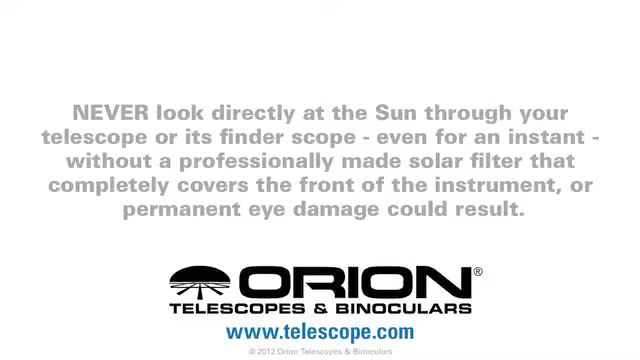 NEVER look directly at the Sun through your
telescope or its finder scope - even for an instant -
without a professionally made solar filter that
completely covers the front of the instrument, or
permanent eye damage could result.
ORION®
TELESCOPES & BINOCULARS
www.telescope.com
© 2012 Orion Telescopes & Binoculars